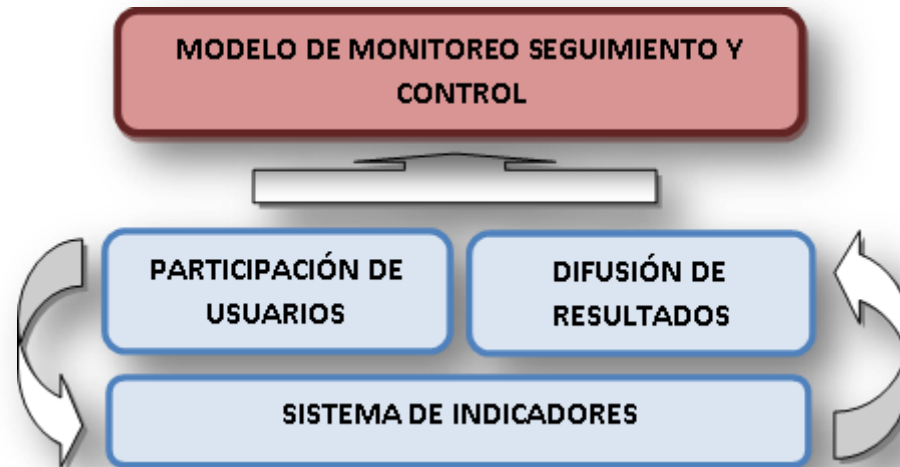 MODELO DE MONITOREO SEGUIMIENTO Y
CONTROL
PARTICIPACIÓN DE
USUARIOS
DIFUSIÓN DE
RESULTADOS
SISTEMA DE INDICADORES